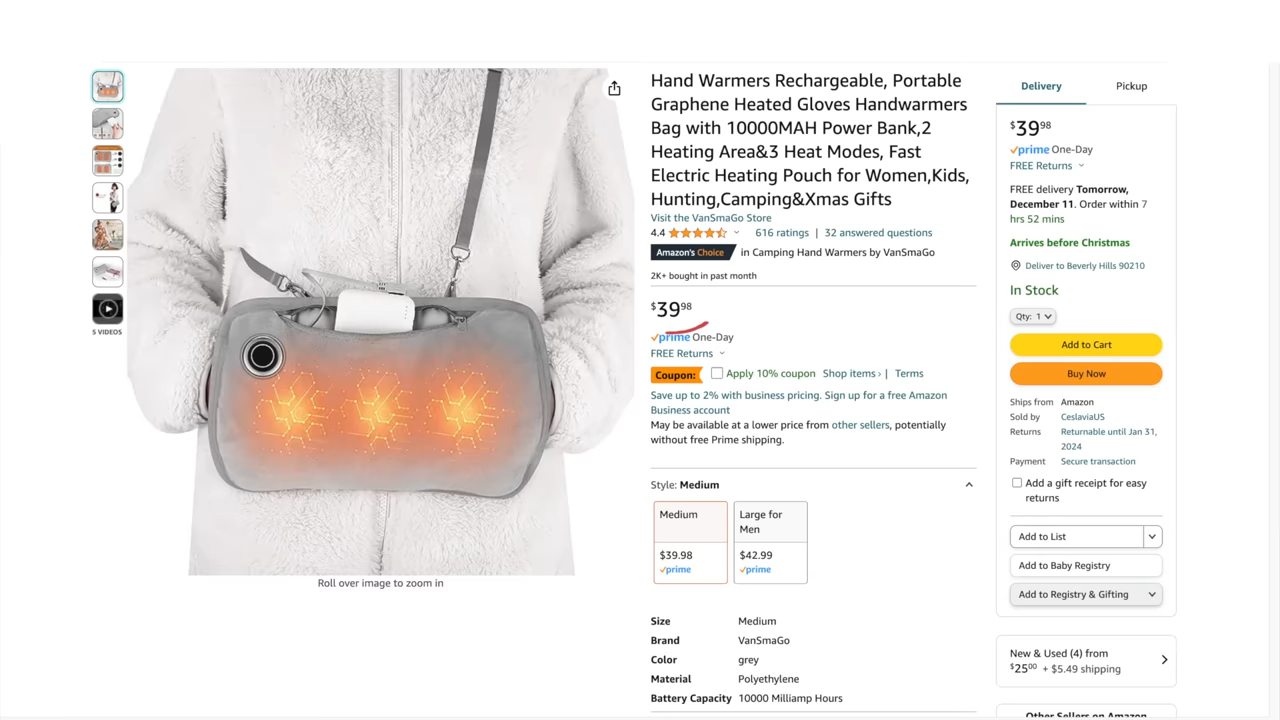 5 VIDEOS
Roll over image to zoom in
Hand Warmers Rechargeable, Portable
Graphene Heated Gloves Handwarmers
Bag with 10000MAH Power Bank,2
Heating Area&3 Heat Modes, Fast
Electric Heating Pouch for Women,Kids,
Hunting,Camping&Xmas Gifts
Visit the VanSmaGo Store
4.4 616 ratings | 32 answered questions
Amazon's Choice in Camping Hand Warmers by VanSmaGo
2K+ bought in past month
$39 98
prime One-Day
FREE Returns
Coupon: Apply 10% coupon Shop items › | Terms
Save up to 2% with business pricing. Sign up for a free Amazon
Business account
May be available at a lower price from other sellers, potentially
without free Prime shipping.
Style: Medium
Medium
$39.98
prime
Large for
Men
$42.99
prime
Size Medium
Brand VanSmaGo
Color grey
Material Polyethylene
Battery Capacity 10000 Milliamp Hours
Delivery Pickup
$39 98
prime One-Day
FREE Returns
FREE delivery Tomorrow,
December 11. Order within 7
hrs 52 mins
Arrives before Christmas
Deliver to Beverly Hills 90210
In Stock
Qty: 1
Add to Cart
Buy Now
Ships from Amazon
Sold by CeslaviaUS
Returns Returnable until Jan 31,
2024
Payment Secure transaction
Add a gift receipt for easy
returns
Add to List
Add to Baby Registry
Add to Registry & Gifting
New & Used (4) from
$25 00 + $5.49 shipping
Other Sellers on Amazon